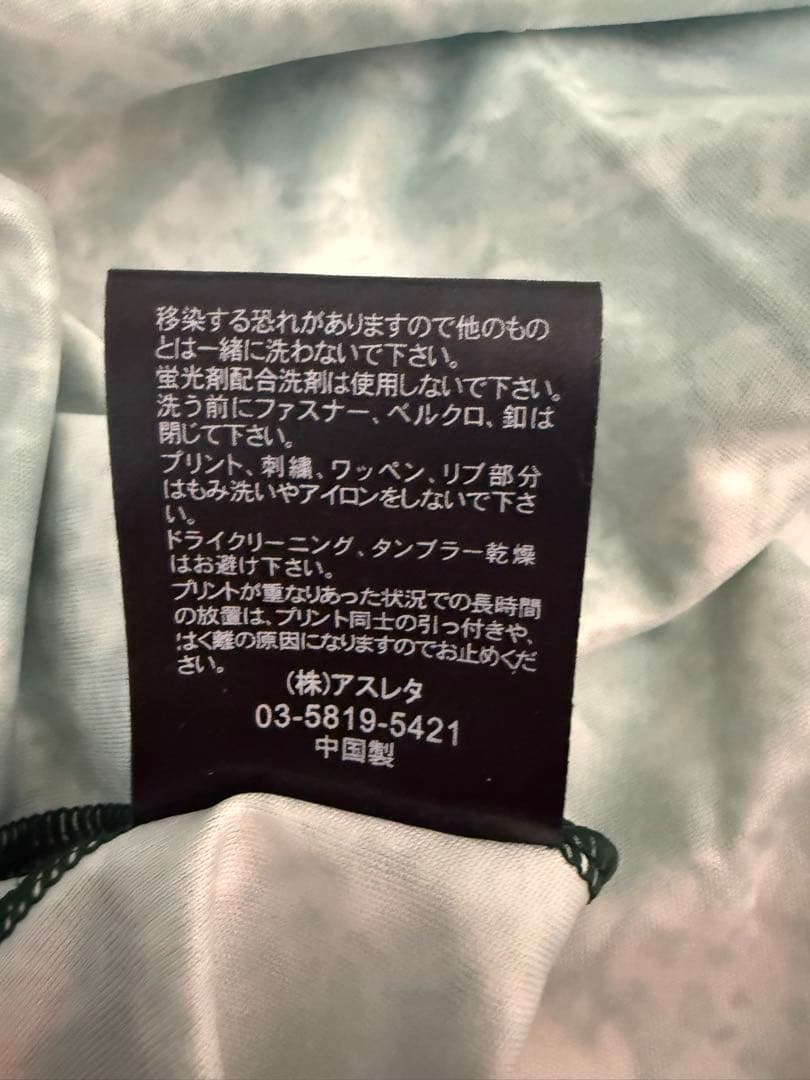 移染する恐れがありますので他のもの
とは一緒に洗わないで下さい。
蛍光剤配合洗剤は使用しないで下さい。
洗う前にファスナー、ベルクロ、釦は
閉じて下さい。
プリント、刺繍、ワッペン、リブ部分
はもみ洗いやアイロンをしないで下さ
い。
ドライクリーニング、タンブラー乾燥
はお避け下さい。
プリントが重なりあった状況での長時間
の放置は、プリント同士の引っ付きや、
はく離の原因になりますのでお止めくだ
さい。
(株)アスレタ
03-5819-5421
中国製